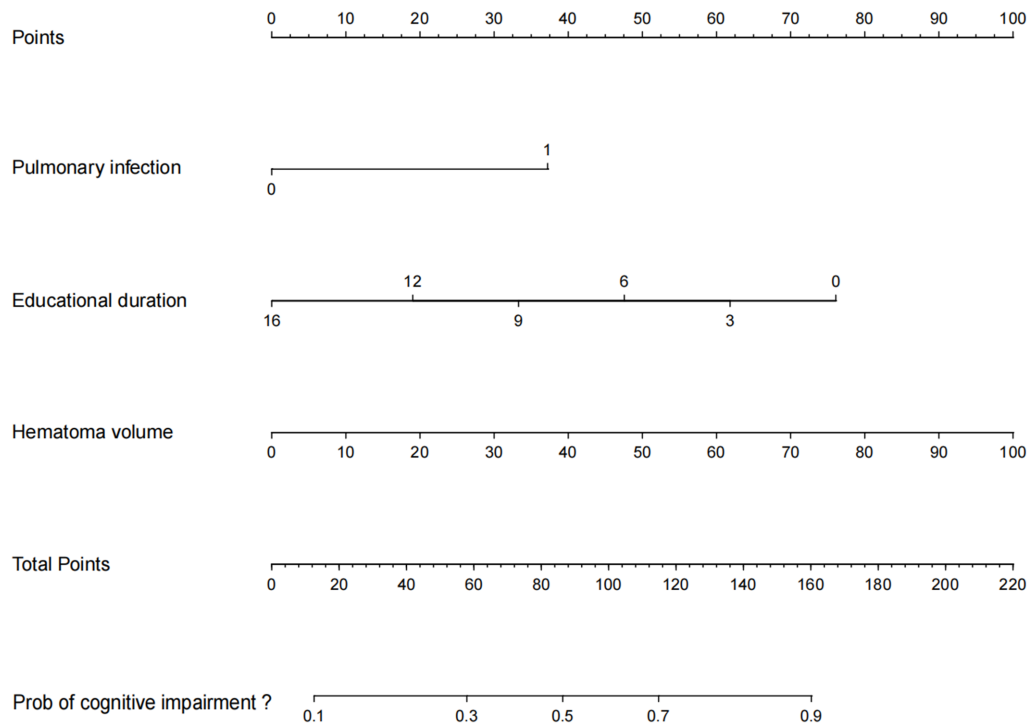 0 10 20 30 40 50 60 70 80 90 100
Points
1
Pulmonary infection
0
12 6 0
Educational duration
16 9 3
Hematoma volume
0 10 20 30 40 50 60 70 80 90 100
Total Points
0 20 40 60 80 100 120 140 160 180 200 220
Prob of cognitive impairment ?
0.1 0.3 0.5 0.7 0.9